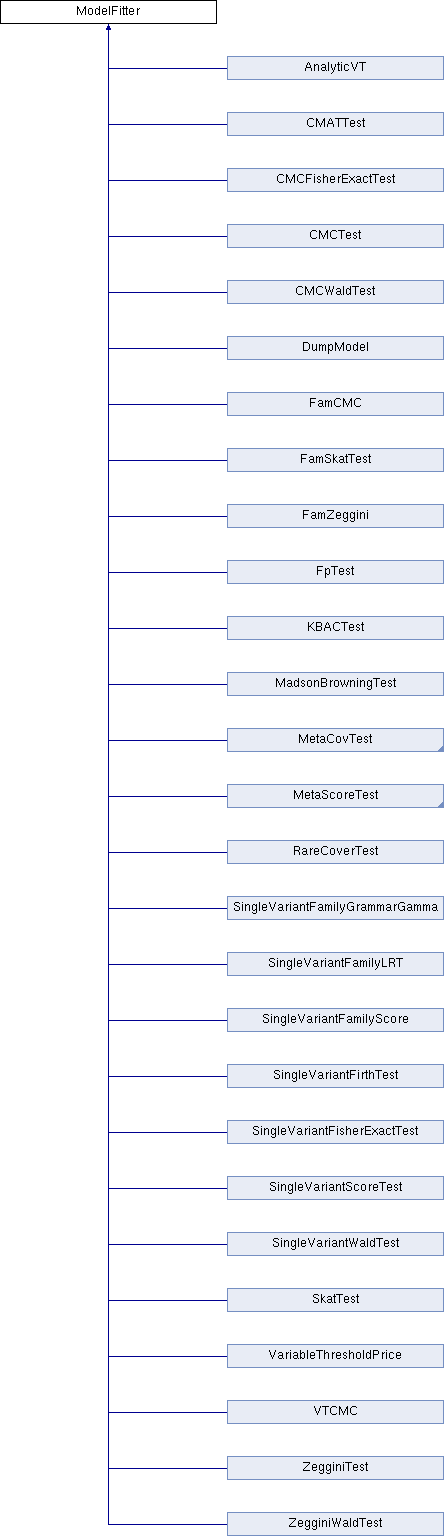 ModelFitter
AnalyticVT
CMATTest
CMCFisherExactTest
CMCTest
CMCWaldTest
DumpModel
FamCMC
FamSkatTest
FamZeggini
FpTest
KBACTest
MadsonBrowningTest
MetaCovTest
MetaScoreTest
RareCoverTest
SingleVariantFamilyGrammarGamma
SingleVariantFamilyLRT
SingleVariantFamilyScore
SingleVariantFirthTest
SingleVariantFisherExactTest
SingleVariantScoreTest
SingleVariantWaldTest
SkatTest
VariableThresholdPrice
VTCMC
ZegginiTest
ZegginiWaldTest